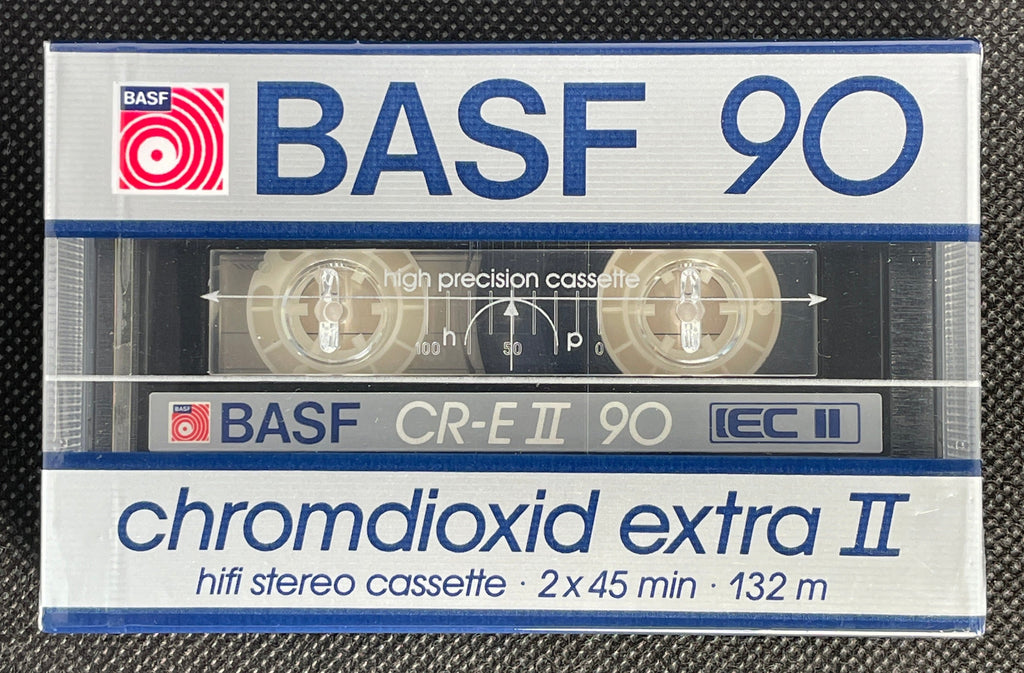 BASF
BASF 90
high precision cassette
h p
100 50 0
BASF
BASF CR-E II 90 IEC II
chromdioxid extra II
hifi stereo cassette · 2 x 45 min · 132 m